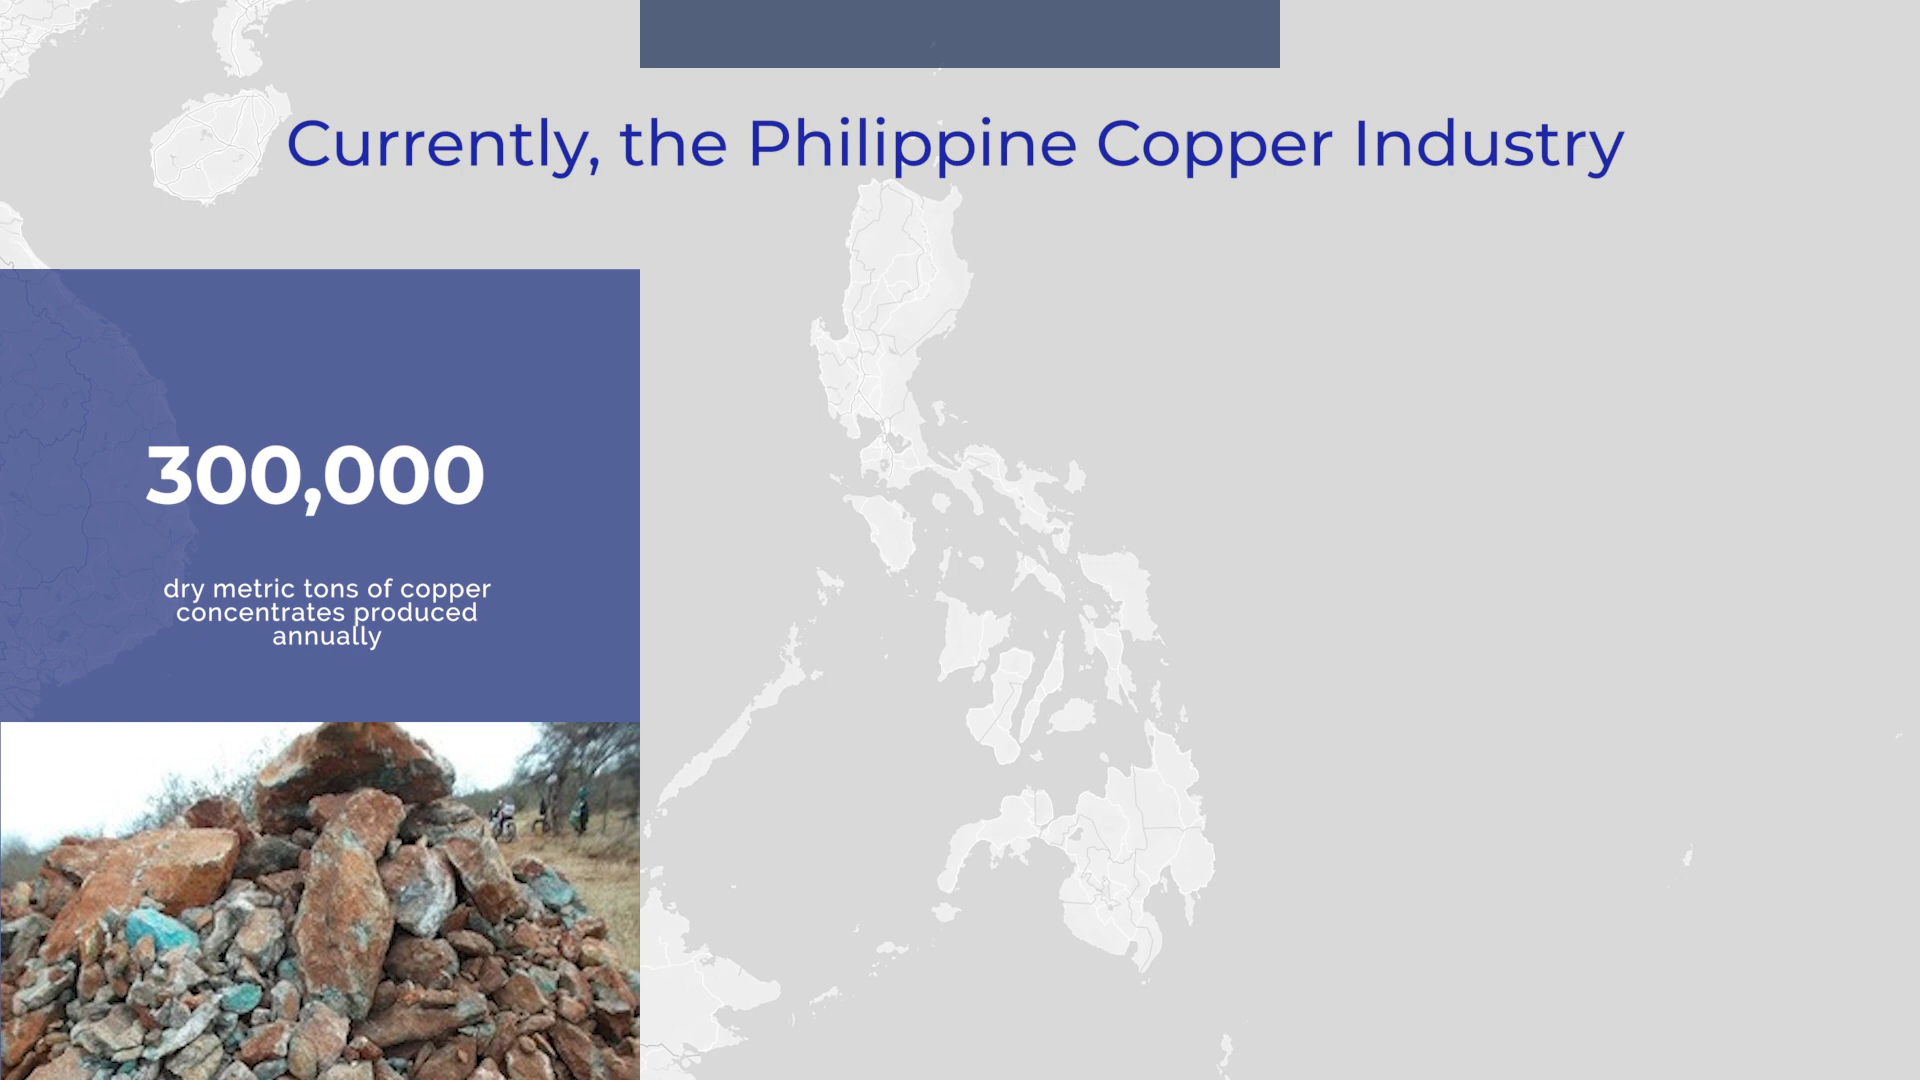 Currently, the Philippine Copper Industry
300,000
dry metric tons of copper
concentrates produced
annually